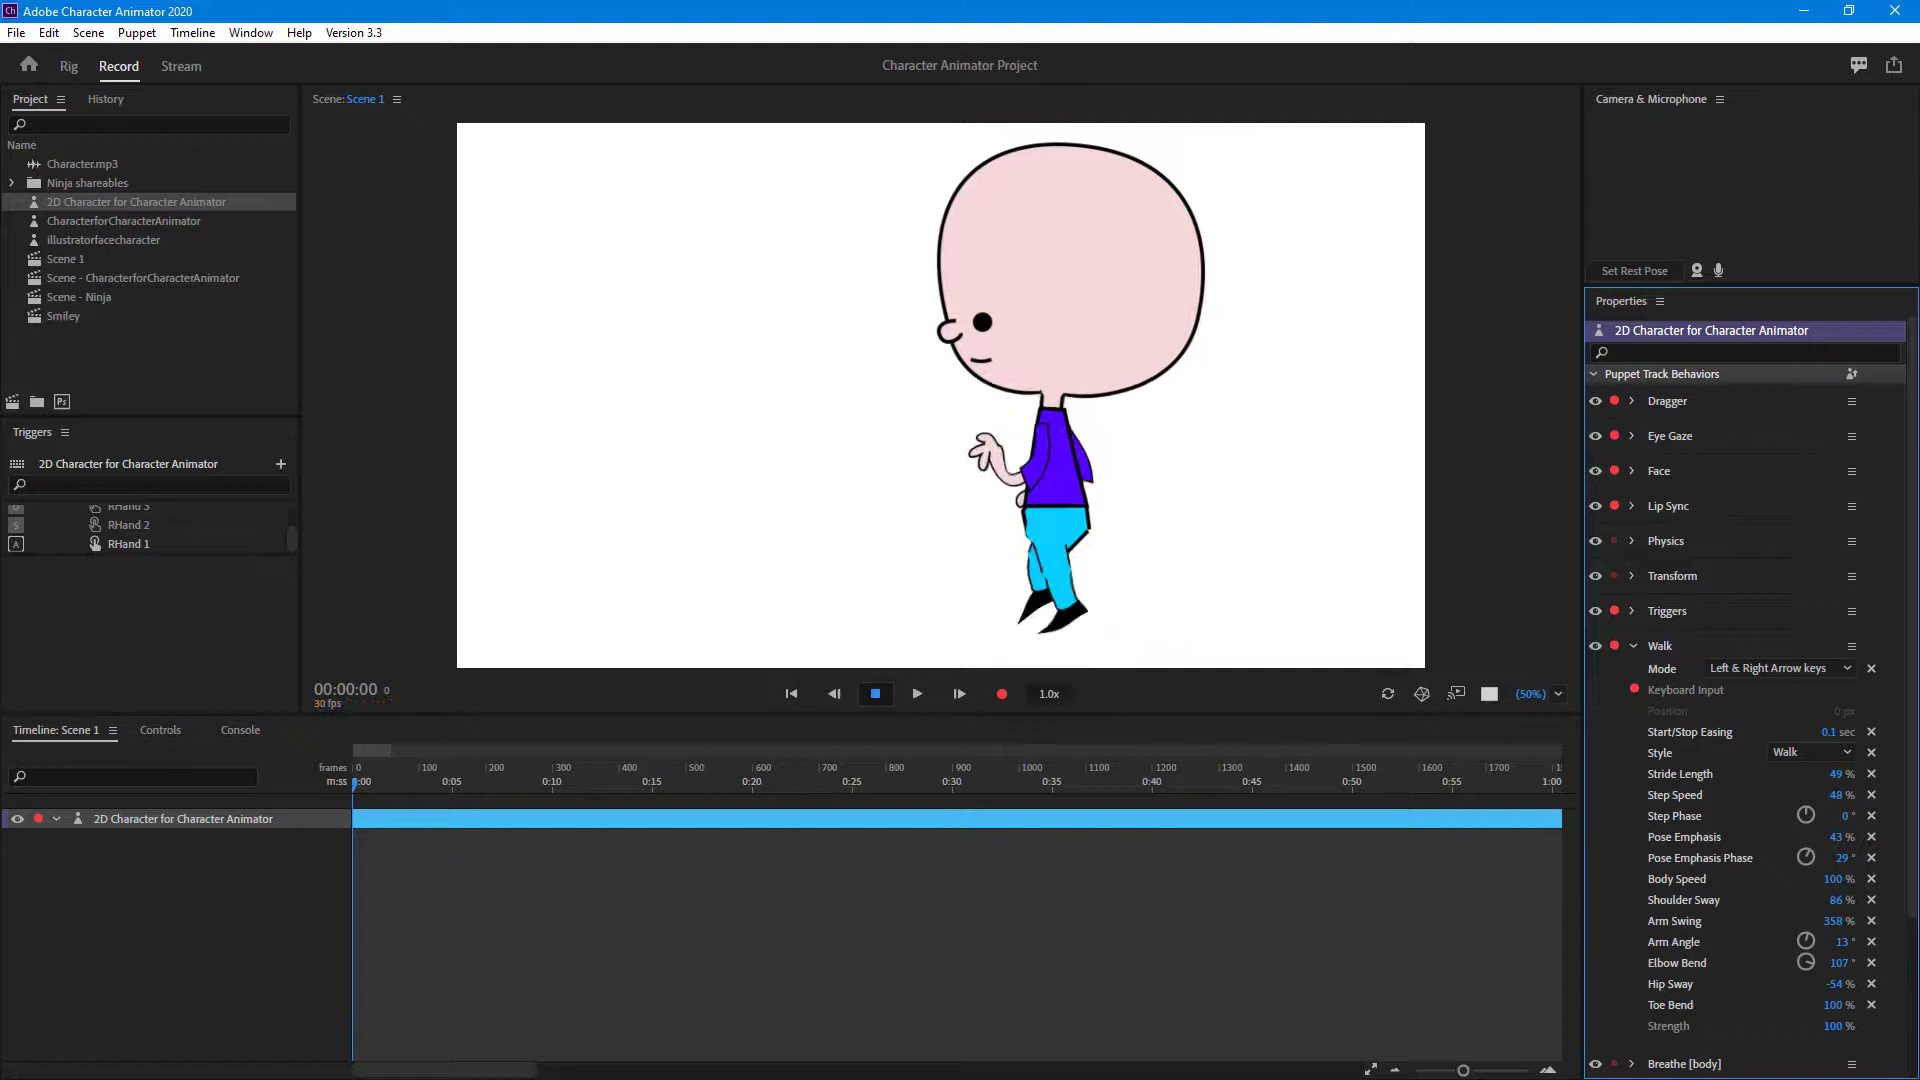 Ch Adobe Character Animator 2020
File Edit Scene Puppet Timeline Window Help Version 3.3
Rig Record Stream
Character Animator Project
Project History
Name
Character.mp3
Ninja shareables
2D Character for Character Animator
CharacterforCharacterAnimator
illustratorfacecharacter
Scene 1
Scene - CharacterforCharacterAnimator
Scene - Ninja
Smiley
Ps
Triggers
2D Character for Character Animator
RHand 3
S RHand 2
A RHand 1
Scene: Scene 1
00:00:00 0
30 fps
1.0x
(50%)
Camera & Microphone
Set Rest Pose
Properties
2D Character for Character Animator
Puppet Track Behaviors
Dragger
Eye Gaze
Face
Lip Sync
Physics
Transform
Triggers
Walk
Mode Left & Right Arrow keys
Keyboard Input
Position 0 px
Start/Stop Easing 0.1 sec
Style Walk
Stride Length 49 %
Step Speed 48 %
Step Phase 0 °
Pose Emphasis 43 %
Pose Emphasis Phase 29 °
Body Speed 100 %
Shoulder Sway 86 %
Arm Swing 358 %
Arm Angle 13 °
Elbow Bend 107 °
Hip Sway -54 %
Toe Bend 100 %
Strength 100 %
Breathe [body]
Timeline: Scene 1 Controls Console
frames 0 100 200 300 400 500 600 700 800 900 1000 1100 1200 1300 1400 1500 1600 1700
m:ss 0:00 0:05 0:10 0:15 0:20 0:25 0:30 0:35 0:40 0:45 0:50 0:55 1:00
2D Character for Character Animator